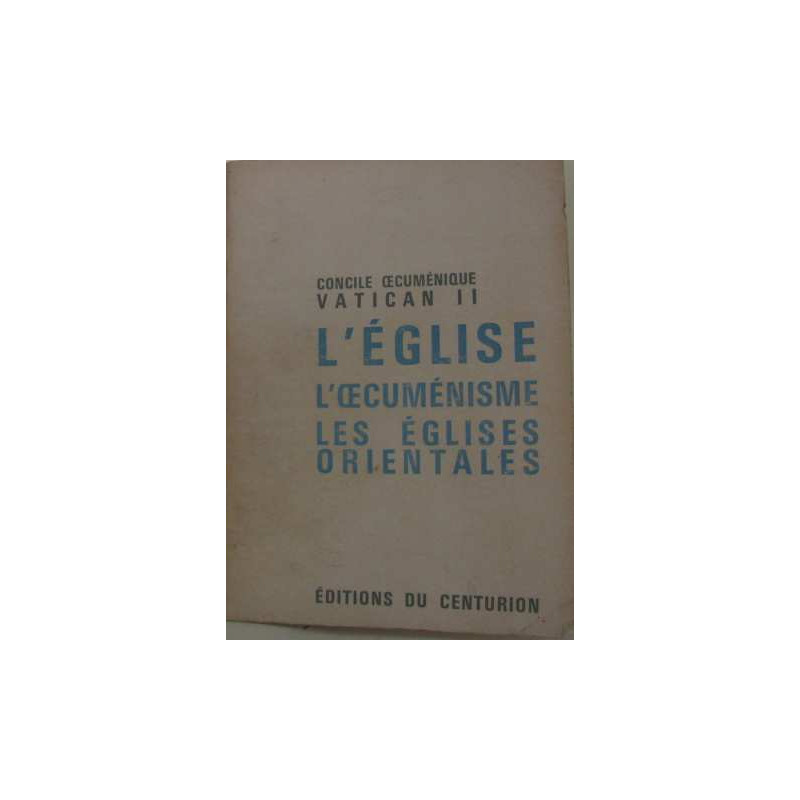 CONCILE ŒCUMÉNIQUE
VATICAN II
L'ÉGLISE
L'ŒCUMÉNISME
LES ÉGLISES
ORIENTALES
ÉDITIONS DU CENTURION